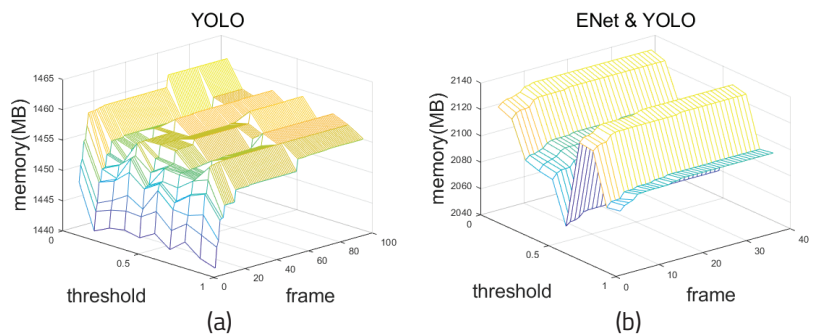 YOLO
ENet & YOLO
memory(MB)
1465
1460
1455
1450
1445
1440
0
0.5
1
threshold
0
20
40
60
80
100
frame
(a)
memory(MB)
2140
2120
2100
2080
2060
2040
0
0.5
1
threshold
0
10
20
30
40
frame
(b)